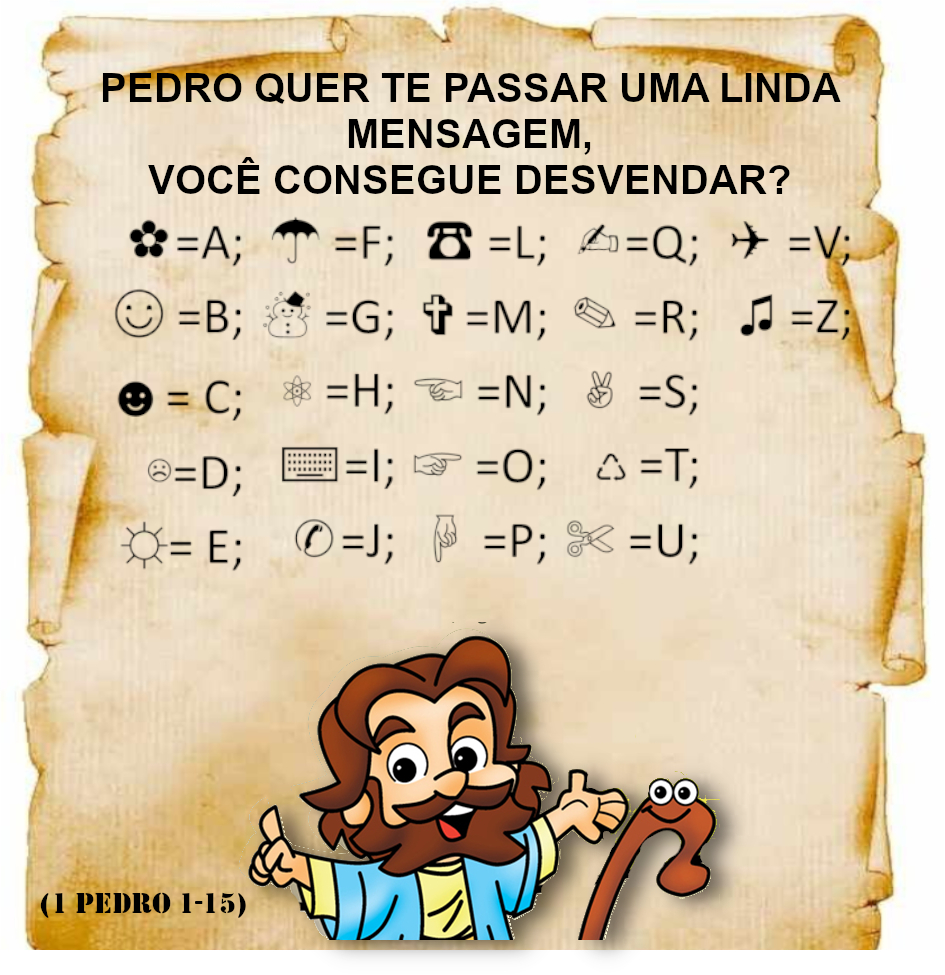 PEDRO QUER TE PASSAR UMA LINDA
MENSAGEM,
VOCÊ CONSEGUE DESVENDAR?
✿ =A; ☂ =F; ☎ =L; ✍ =Q; ✈ =V;
☺ =B; ☃ =G; ✞ =M; ✎ =R; ♫ =Z;
☻ = C; ⚛ =H; ☜ =N; ✌ =S;
☹ =D; ⌨ =I; ☞ =O; ♺ =T;
☼ = E; ✆ =J; ☟ =P; ✄ =U;
(1 PEDRO 1-15)